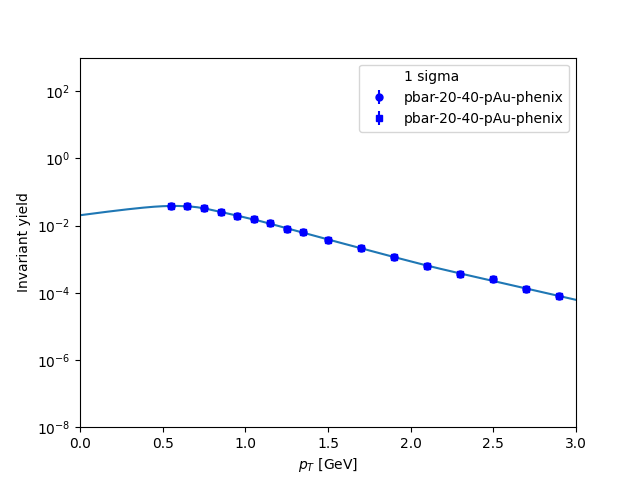 1 sigma
pbar-20-40-pAu-phenix
pbar-20-40-pAu-phenix
Invariant yield
10^2
10^0
10^-2
10^-4
10^-6
10^-8
0.0 0.5 1.0 1.5 2.0 2.5 3.0
p_T [GeV]